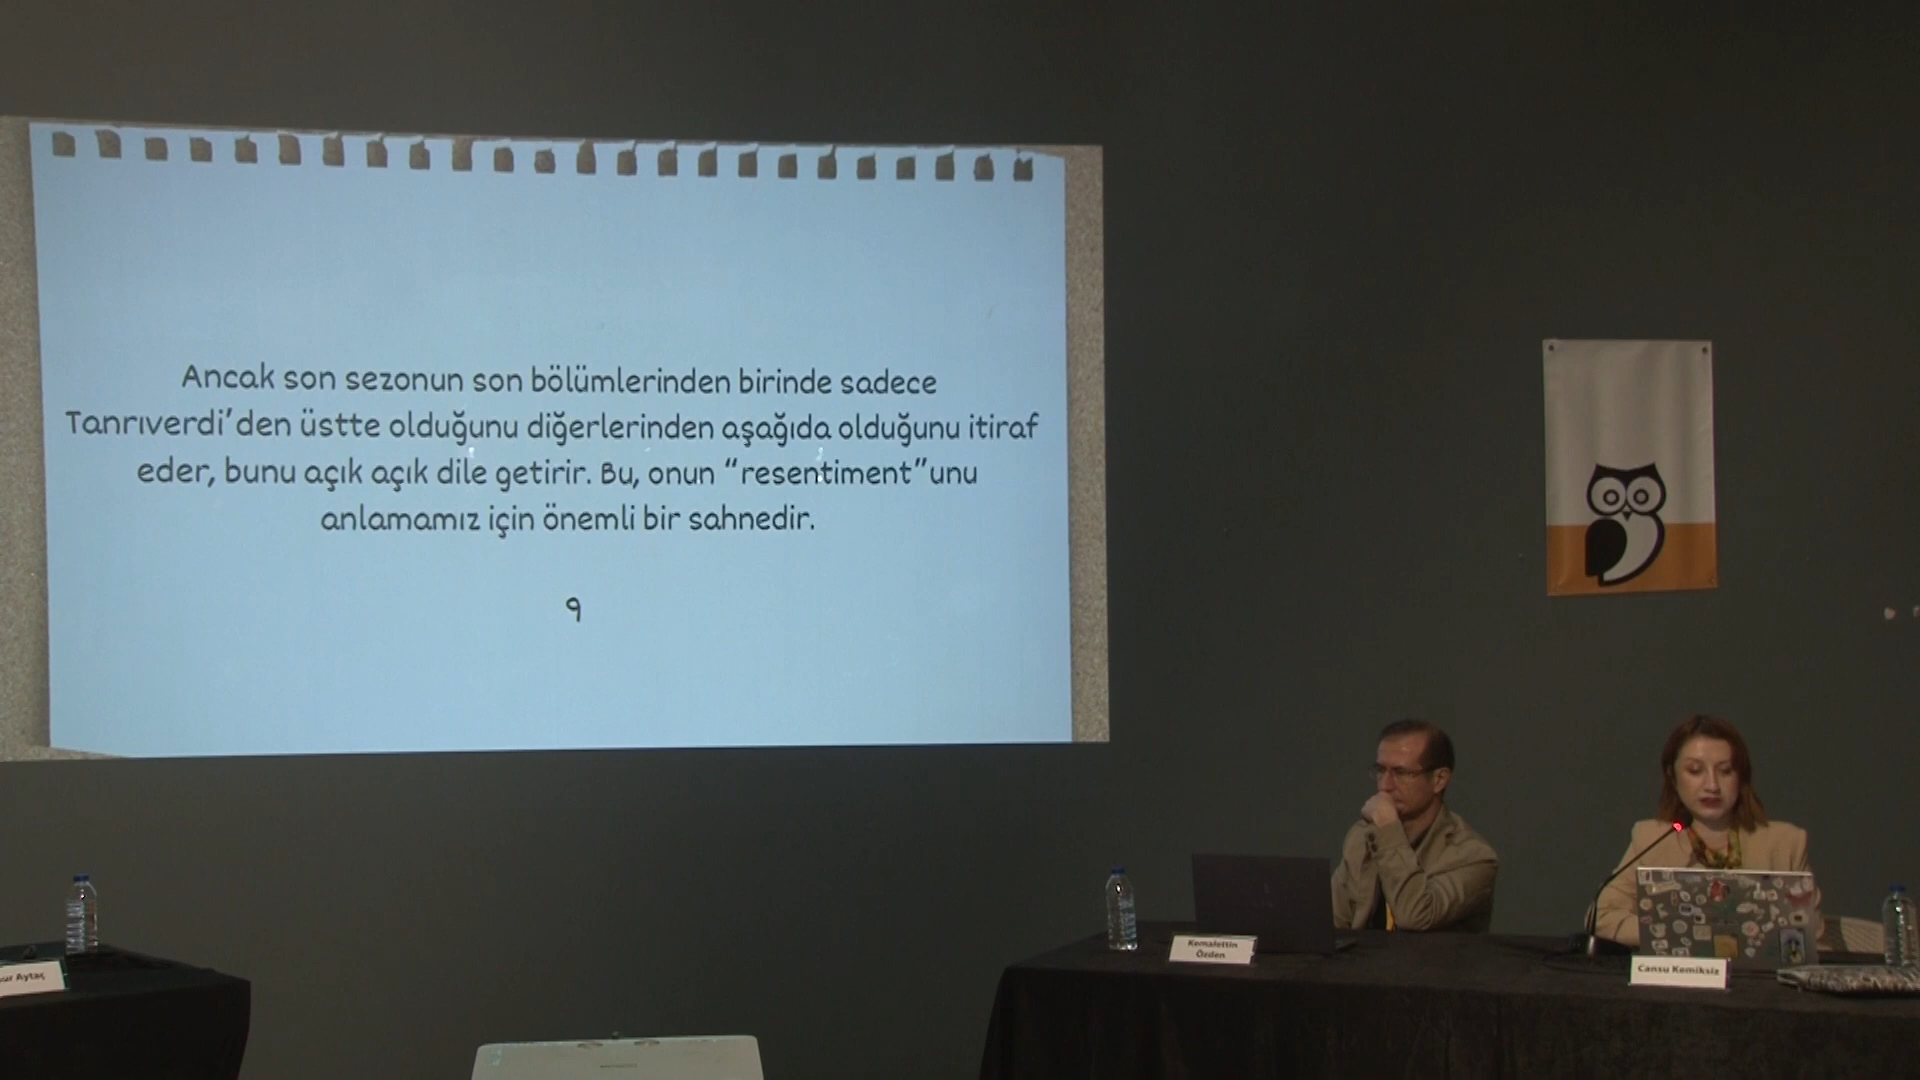 Ancak son sezonun son bölümlerinden birinde sadece
Tanrıverdi’den üstte olduğunu diğerlerinden aşağıda olduğunu itiraf
eder, bunu açık açık dile getirir. Bu, onun “resentiment”unu
anlamamız için önemli bir sahnedir.
9
Aytaç
Kemalettin
Özden
Cansu Kemiksiz